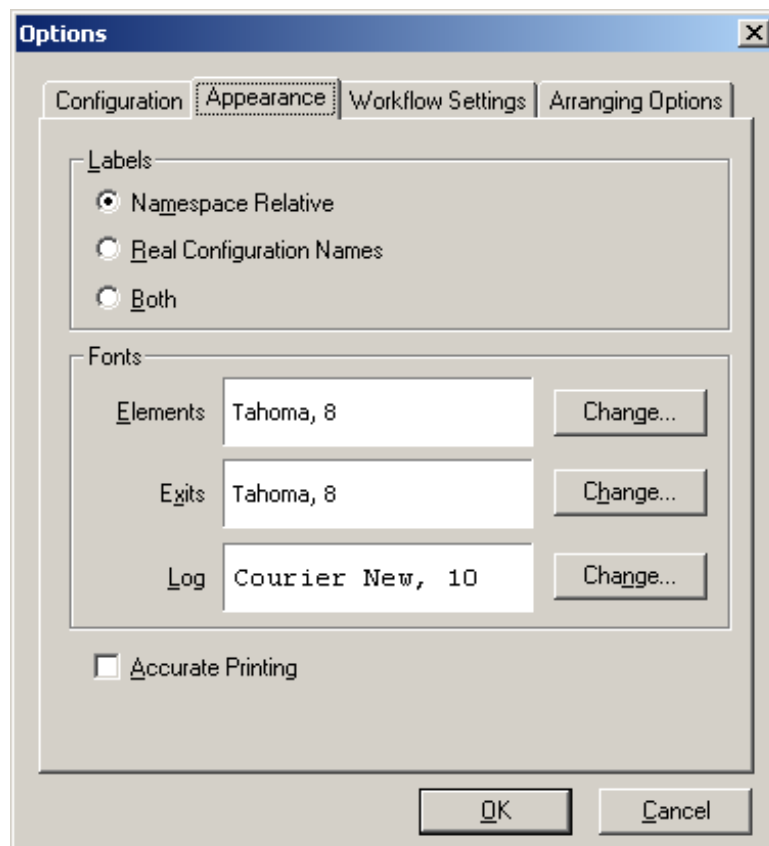 Options
Configuration Appearance Workflow Settings Arranging Options
Labels
Namespace Relative
Real Configuration Names
Both
Fonts
Elements Tahoma, 8 Change...
Exits Tahoma, 8 Change...
Log Courier New, 10 Change...
Accurate Printing
OK Cancel